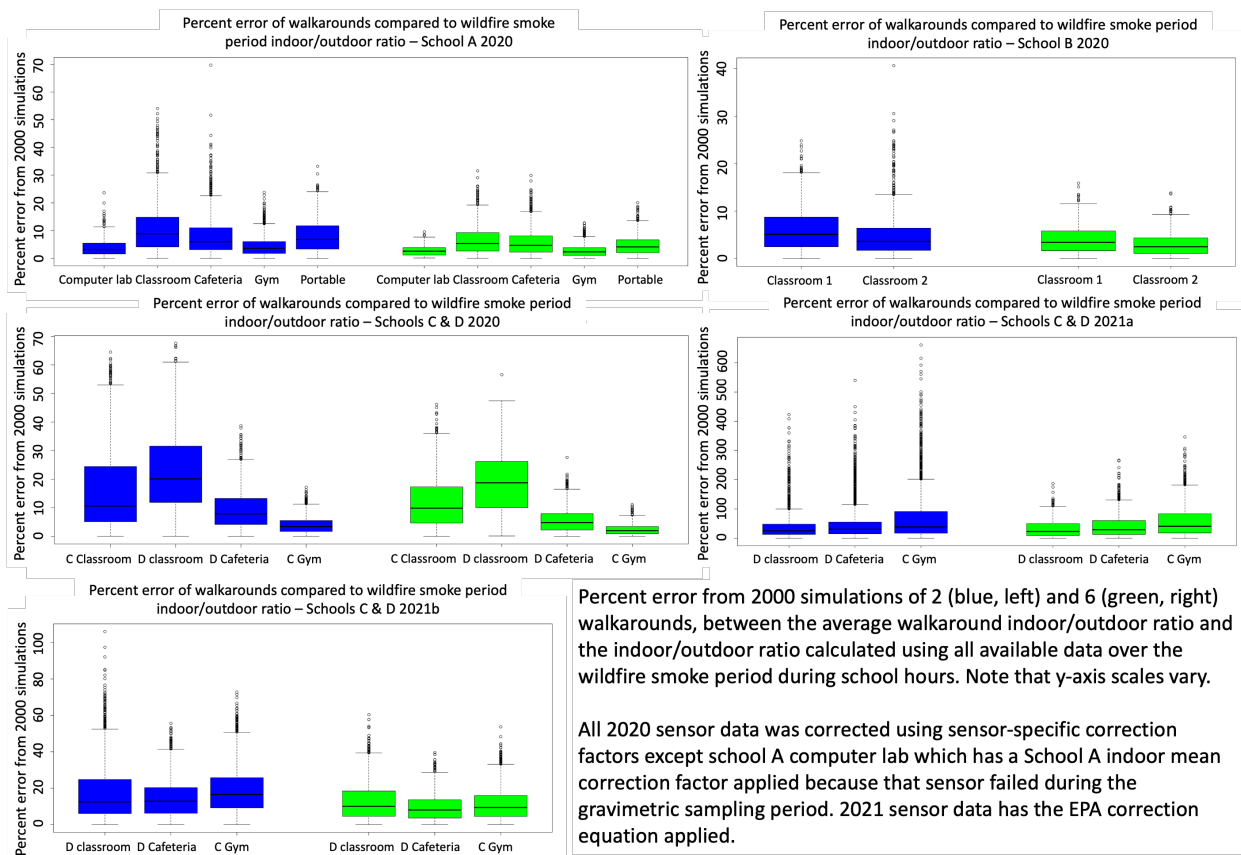 Percent error of walkarounds compared to wildfire smoke
period indoor/outdoor ratio – School A 2020
Percent error from 2000 simulations
70
60
50
40
30
20
10
0
Computer lab Classroom Cafeteria Gym Portable Computer lab Classroom Cafeteria Gym Portable
Percent error of walkarounds compared to wildfire smoke period
indoor/outdoor ratio – School B 2020
Percent error from 2000 simulations
40
30
20
10
0
Classroom 1 Classroom 2 Classroom 1 Classroom 2
Percent error of walkarounds compared to wildfire smoke period
indoor/outdoor ratio – Schools C & D 2020
Percent error from 2000 simulations
70
60
50
40
30
20
10
0
C Classroom D Classroom D Cafeteria C Gym C Classroom D Classroom D Cafeteria C Gym
Percent error of walkarounds compared to wildfire smoke period
indoor/outdoor ratio – Schools C & D 2021a
Percent error from 2000 simulations
600
500
400
300
200
100
0
D classroom D Cafeteria C Gym D classroom D Cafeteria C Gym
Percent error of walkarounds compared to wildfire smoke period
indoor/outdoor ratio – Schools C & D 2021b
Percent error from 2000 simulations
100
80
60
40
20
0
D classroom D Cafeteria C Gym D classroom D Cafeteria C Gym
Percent error from 2000 simulations of 2 (blue, left) and 6 (green, right)
walkarounds, between the average walkaround indoor/outdoor ratio and
the indoor/outdoor ratio calculated using all available data over the
wildfire smoke period during school hours. Note that y-axis scales vary.
All 2020 sensor data was corrected using sensor-specific correction
factors except school A computer lab which has a School A indoor mean
correction factor applied because that sensor failed during the
gravimetric sampling period. 2021 sensor data has the EPA correction
equation applied.